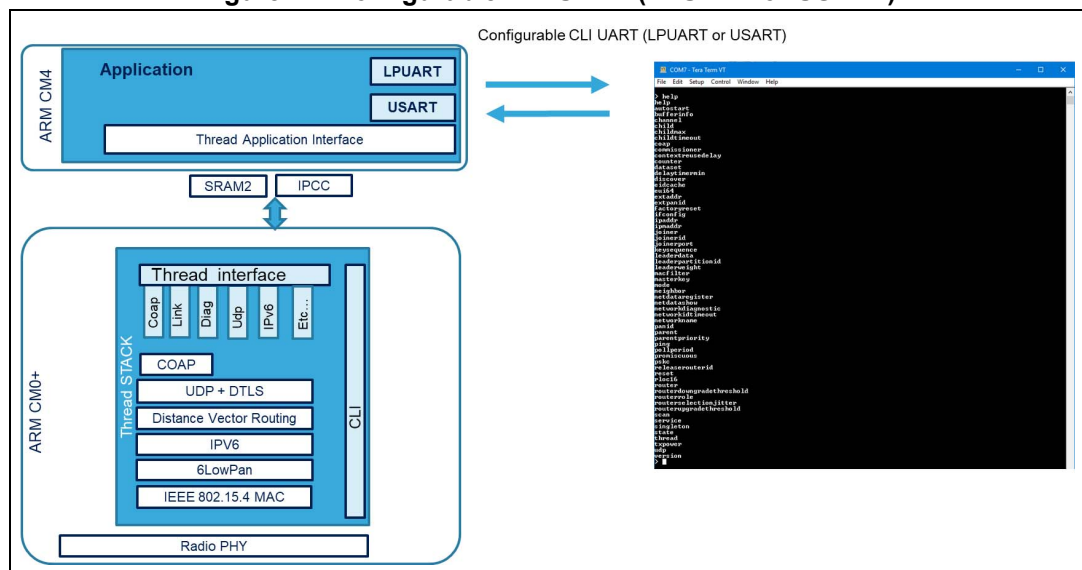 Configurable CLI UART (LPUART or USART)
ARM CM4
Application
LPUART
USART
Thread Application Interface
SRAM2
IPCC
ARM CM0+
Thread STACK
Thread interface
Coap
Link
Diag
Udp
IPv6
Etc...
COAP
UDP + DTLS
Distance Vector Routing
IPV6
6LowPan
IEEE 802.15.4 MAC
CLI
Radio PHY
COM7 - Tera Term VT
File Edit Setup Control Window Help
> help
help
autostart
bufferinfo
channel
child
childmax
childtimeout
coap
commissioner
contextreusedelay
counter
dataset
delaytimermin
discover
eidcache
eui64
extaddr
extpanid
factoryreset
ifconfig
ipaddr
ipmaddr
joiner
joinerid
joinerport
keysequence
leaderdata
leaderpartitionid
leaderweight
macfilter
masterkey
mode
neighbor
netdataregister
netdatashow
networkdiagnostic
networkidtimeout
networkname
panid
parent
parentpriority
ping
pollperiod
promiscuous
pskc
releaserouterid
reset
rloc16
router
routerdowngradethreshold
routerrole
routerselectionjitter
routerupgradethreshold
scan
service
singleton
state
thread
txpower
udp
version
>